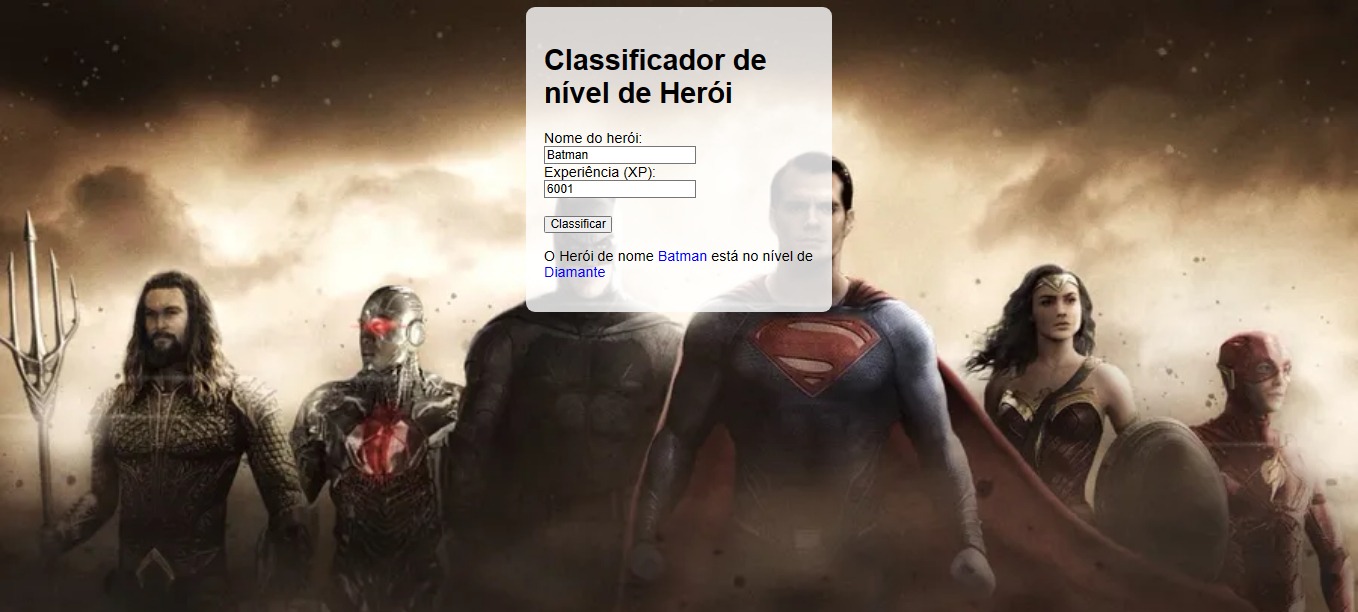 Classificador de
nível de Herói
Nome do herói:
Batman
Experiência (XP):
6001
Classificar
O Herói de nome Batman está no nível de
Diamante